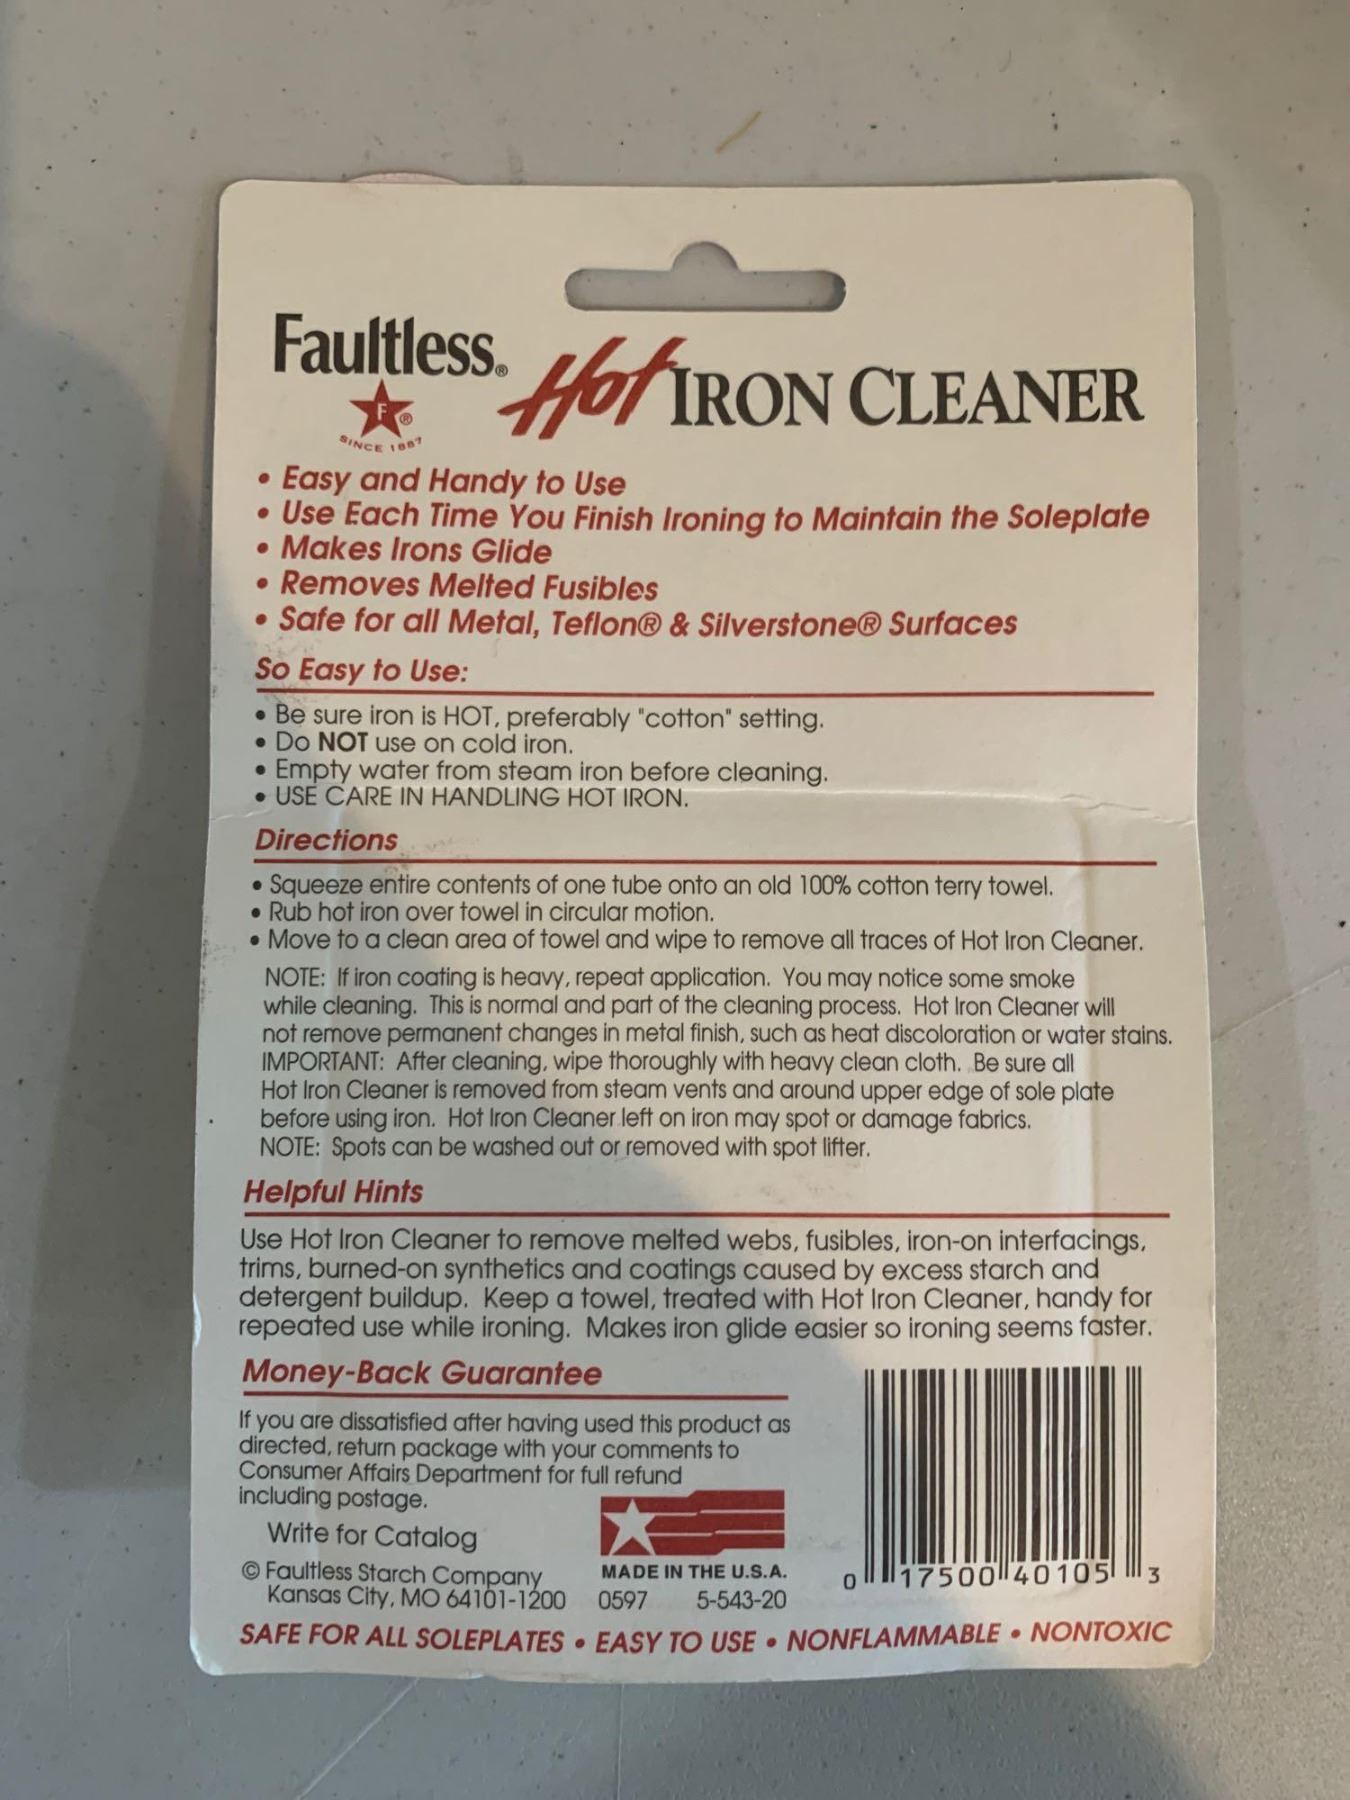 Faultless®
F ®
SINCE 1887
Hot IRON CLEANER
• Easy and Handy to Use
• Use Each Time You Finish Ironing to Maintain the Soleplate
• Makes Irons Glide
• Removes Melted Fusibles
• Safe for all Metal, Teflon® & Silverstone® Surfaces
So Easy to Use:
• Be sure iron is HOT, preferably "cotton" setting.
• Do NOT use on cold iron.
• Empty water from steam iron before cleaning.
• USE CARE IN HANDLING HOT IRON.
Directions
• Squeeze entire contents of one tube onto an old 100% cotton terry towel.
• Rub hot iron over towel in circular motion.
• Move to a clean area of towel and wipe to remove all traces of Hot Iron Cleaner.
NOTE: If iron coating is heavy, repeat application. You may notice some smoke
while cleaning. This is normal and part of the cleaning process. Hot Iron Cleaner will
not remove permanent changes in metal finish, such as heat discoloration or water stains.
IMPORTANT: After cleaning, wipe thoroughly with heavy clean cloth. Be sure all
Hot Iron Cleaner is removed from steam vents and around upper edge of sole plate
before using iron. Hot Iron Cleaner left on iron may spot or damage fabrics.
NOTE: Spots can be washed out or removed with spot lifter.
Helpful Hints
Use Hot Iron Cleaner to remove melted webs, fusibles, iron-on interfacings,
trims, burned-on synthetics and coatings caused by excess starch and
detergent buildup. Keep a towel, treated with Hot Iron Cleaner, handy for
repeated use while ironing. Makes iron glide easier so ironing seems faster.
Money-Back Guarantee
If you are dissatisfied after having used this product as
directed, return package with your comments to
Consumer Affairs Department for full refund
including postage.
Write for Catalog
© Faultless Starch Company
Kansas City, MO 64101-1200
MADE IN THE U.S.A.
0597 5-543-20
0 17500 40105 3
SAFE FOR ALL SOLEPLATES • EASY TO USE • NONFLAMMABLE • NONTOXIC